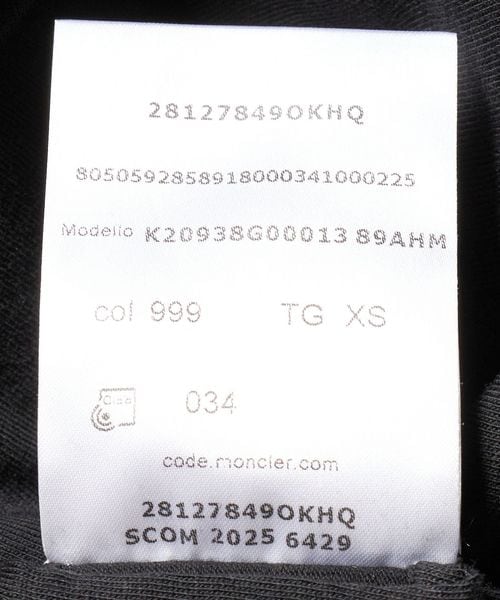 28127849OKHQ
8050592858918000341000225
Modello K20938G00013 89AHM
col 999 TG XS
034
code.moncler.com
28127849OKHQ
SCOM 2025 6429